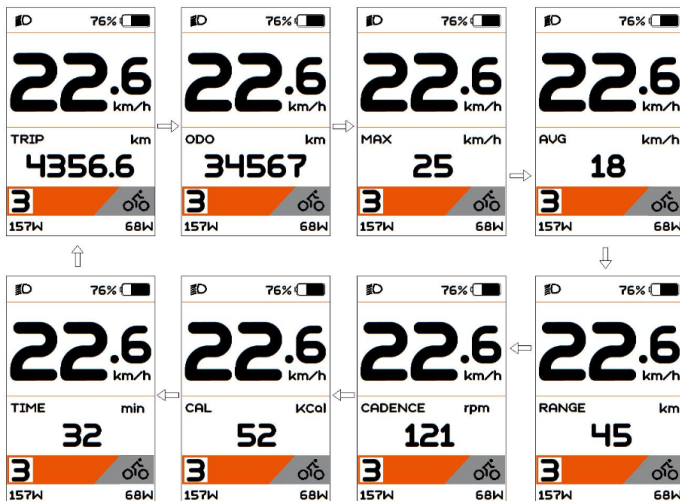 76%
22.6
km/h
TRIP km
4356.6
3
157W 68W
76%
22.6
km/h
ODO km
34567
3
157W 68W
76%
22.6
km/h
MAX km/h
25
3
157W 68W
76%
22.6
km/h
AVG km/h
18
3
157W 68W
76%
22.6
km/h
TIME min
32
3
157W 68W
76%
22.6
km/h
CAL KCal
52
3
157W 68W
76%
22.6
km/h
CADENCE rpm
121
3
157W 68W
76%
22.6
km/h
RANGE km
45
3
157W 68W